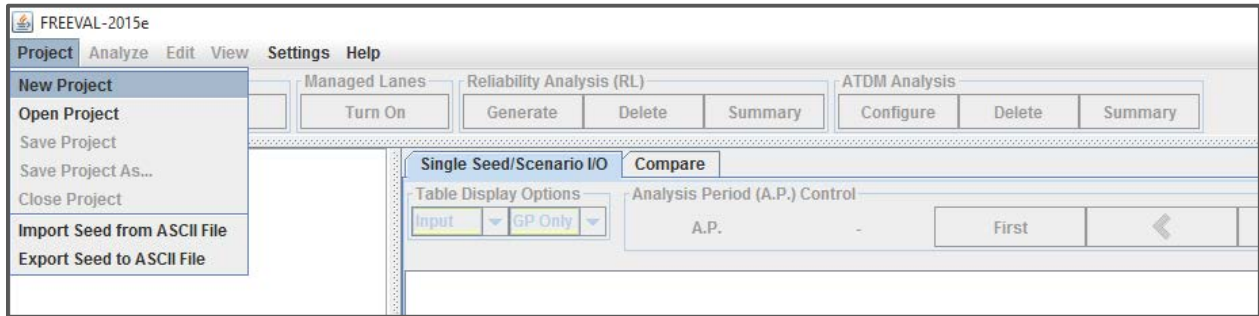 FREEVAL-2015e
Project Analyze Edit View Settings Help
New Project
Open Project
Save Project
Save Project As...
Close Project
Import Seed from ASCII File
Export Seed to ASCII File
Managed Lanes
Turn On
Reliability Analysis (RL)
Generate Delete Summary
ATDM Analysis
Configure Delete Summary
Single Seed/Scenario I/O Compare
Table Display Options
Input GP Only
Analysis Period (A.P.) Control
A.P. - First